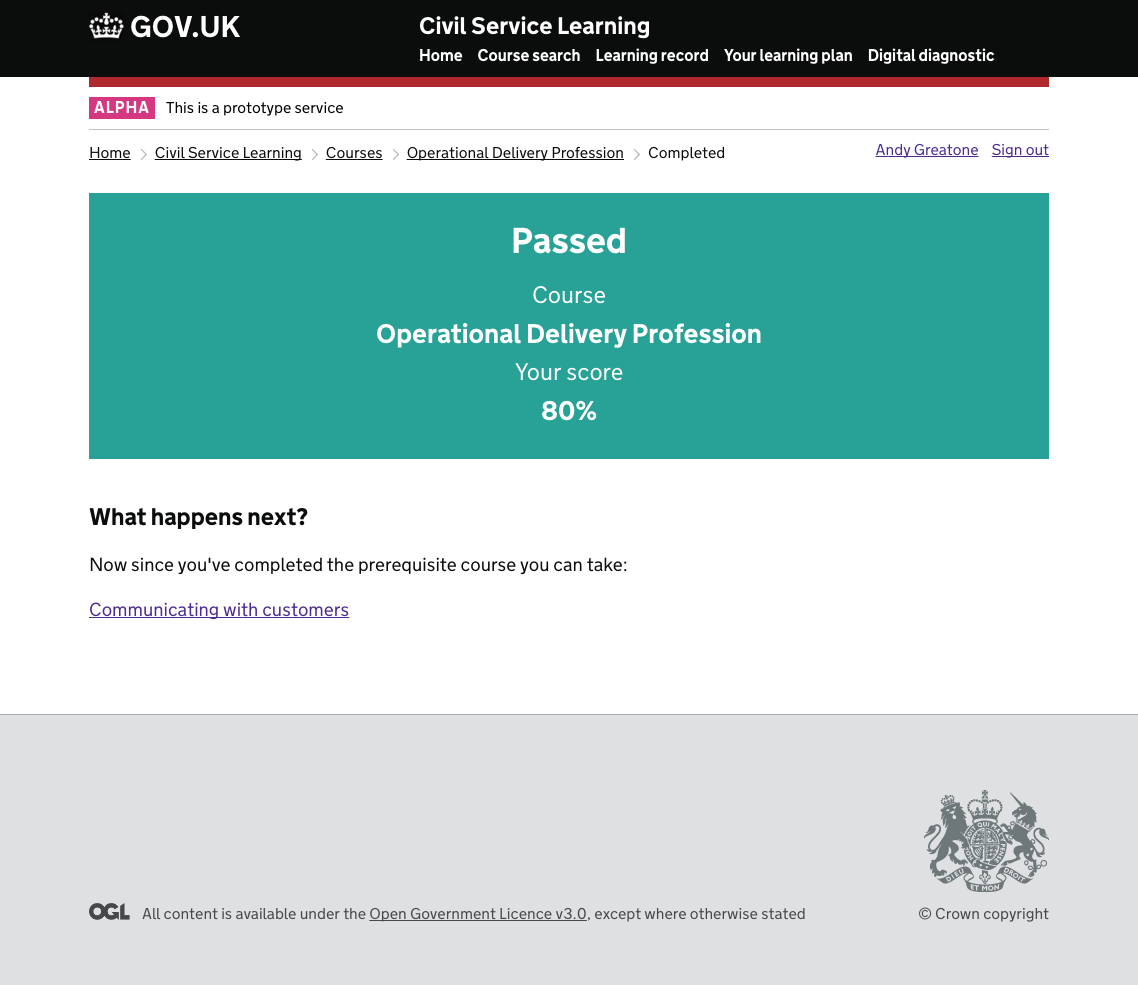 GOV.UK
Civil Service Learning
Home Course search Learning record Your learning plan Digital diagnostic
ALPHA This is a prototype service
Home Civil Service Learning Courses Operational Delivery Profession Completed
Andy Greatone Sign out
Passed
Course
Operational Delivery Profession
Your score
80%
What happens next?
Now since you've completed the prerequisite course you can take:
Communicating with customers
DIEU ET MON DROIT
OGL All content is available under the Open Government Licence v3.0, except where otherwise stated
© Crown copyright